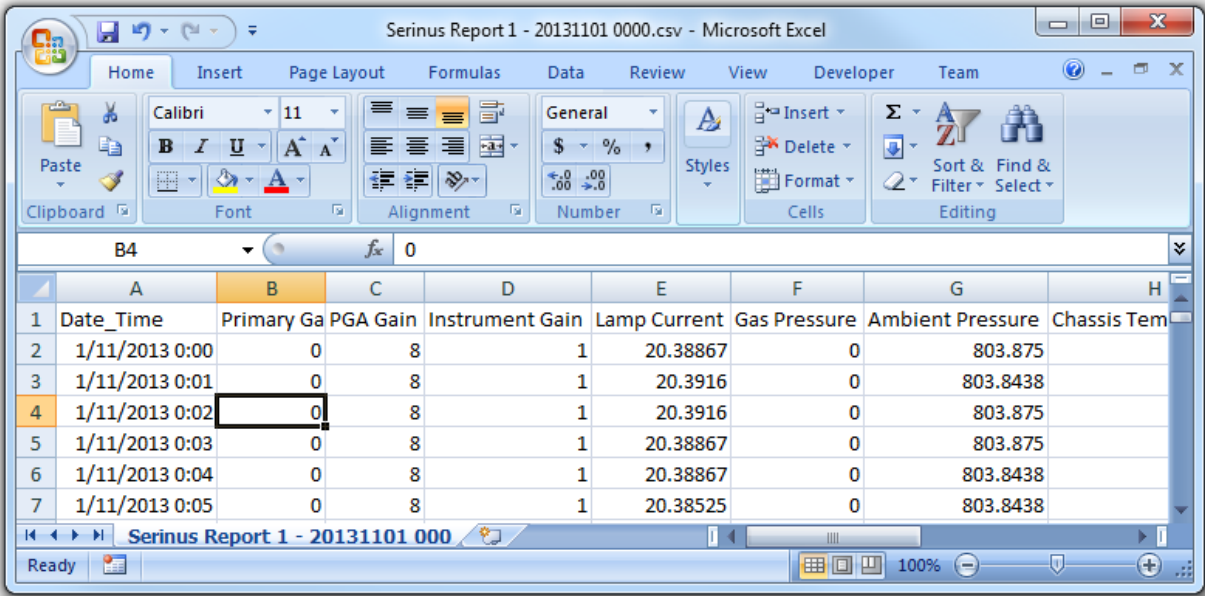 Serinus Report 1 - 20131101 0000.csv - Microsoft Excel
Home Insert Page Layout Formulas Data Review View Developer Team
Calibri 11 General Σ Insert
Paste B I U A A $ % , Styles Delete Sort & Find &
A .00 .0 .00 .0 Format Filter Select
Clipboard Font Alignment Number Cells Editing
B4 fx 0
A B C D E F G H
1 Date_Time Primary Ga PGA Gain Instrument Gain Lamp Current Gas Pressure Ambient Pressure Chassis Tem
2 1/11/2013 0:00 0 8 1 20.38867 0 803.875
3 1/11/2013 0:01 0 8 1 20.3916 0 803.8438
4 1/11/2013 0:02 0 8 1 20.3916 0 803.875
5 1/11/2013 0:03 0 8 1 20.38867 0 803.875
6 1/11/2013 0:04 0 8 1 20.38867 0 803.8438
7 1/11/2013 0:05 0 8 1 20.38525 0 803.8438
Serinus Report 1 - 20131101 000
Ready 100%